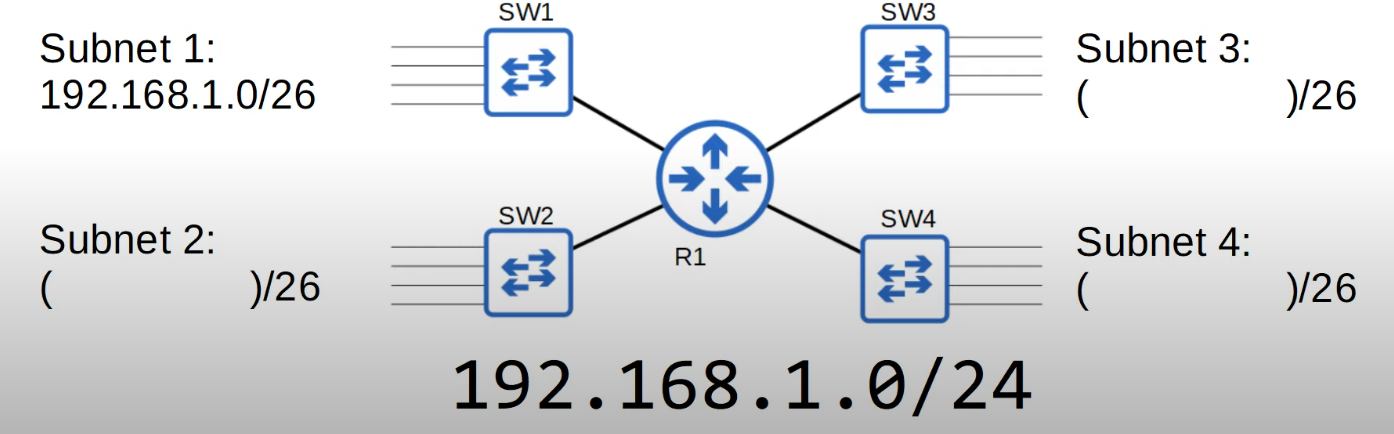 SW1
SW3
Subnet 1:
192.168.1.0/26
Subnet 3:
( )/26
SW2
SW4
Subnet 2:
( )/26
R1
Subnet 4:
( )/26
192.168.1.0/24